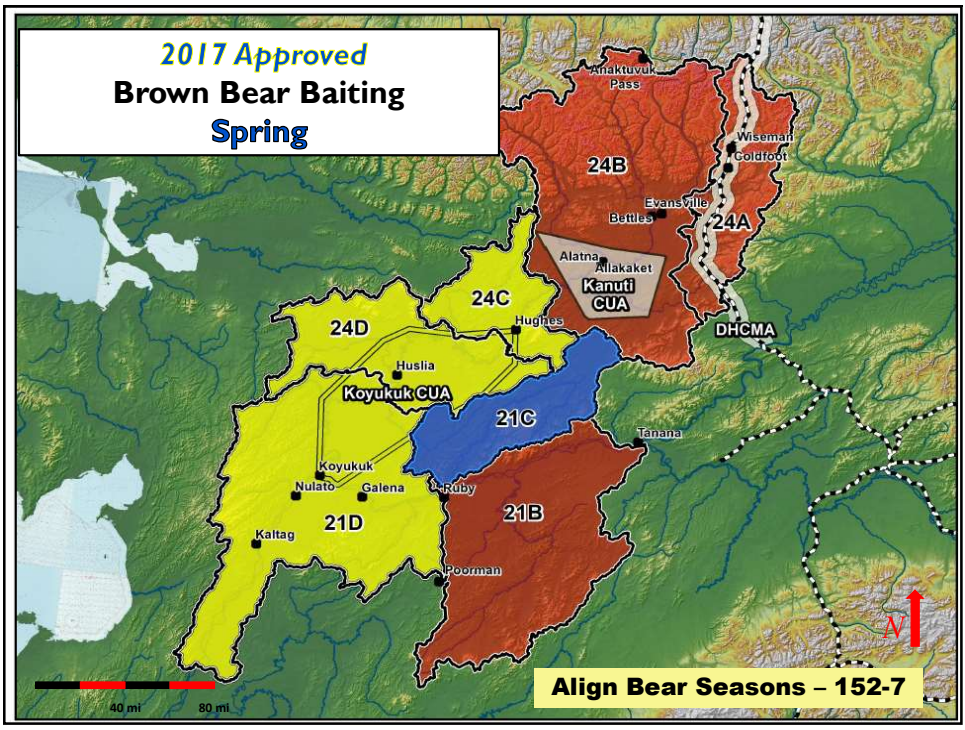 2017 Approved
Brown Bear Baiting
Spring
Anaktuvuk
Pass
Wiseman
Coldfoot
24B
Evansville
Bettles
24A
Alatna
Allakaket
Kanuti
CUA
24C
24D
Hughes
DHCMA
Huslia
Koyukuk CUA
21C
Tanana
Koyukuk
Nulato
Galena
Ruby
21B
21D
Kaltag
Poorman
N
Align Bear Seasons – 152-7
40 mi
80 mi